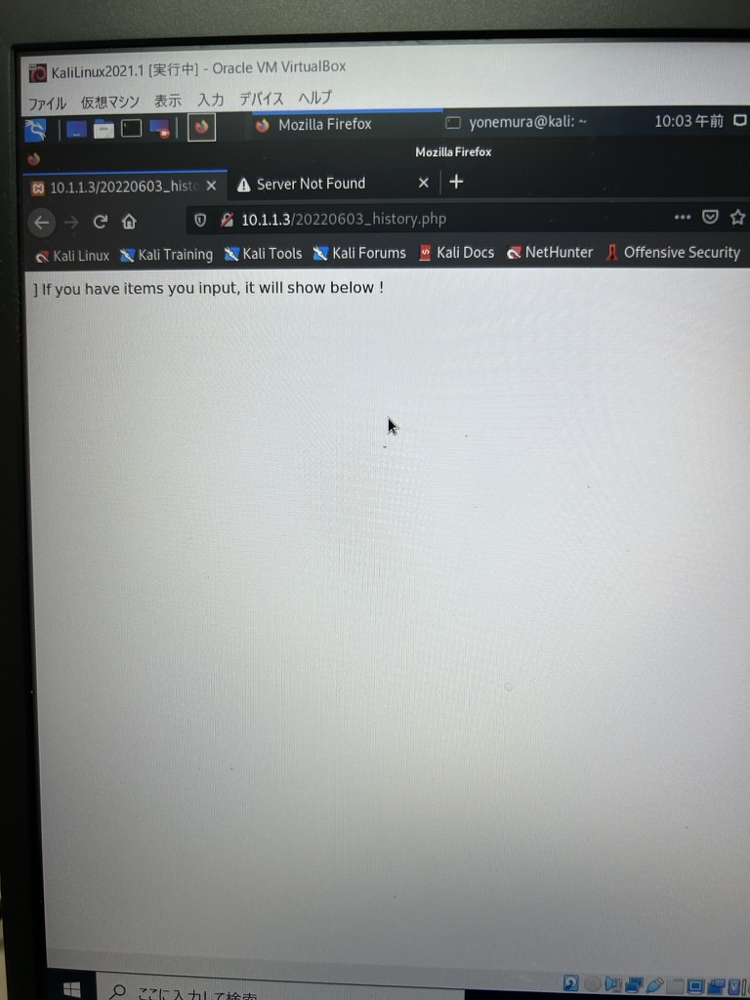 KaliLinux2021.1 [実行中] - Oracle VM VirtualBox
ファイル 仮想マシン 表示 入力 デバイス ヘルプ
Mozilla Firefox yonemura@kali: ~ 10:03 午前
Mozilla Firefox
10.1.1.3/20220603_histo Server Not Found
10.1.1.3/20220603_history.php
Kali Linux Kali Training Kali Tools Kali Forums Kali Docs NetHunter Offensive Security
] If you have items you input, it will show below !
ここに入力して検索